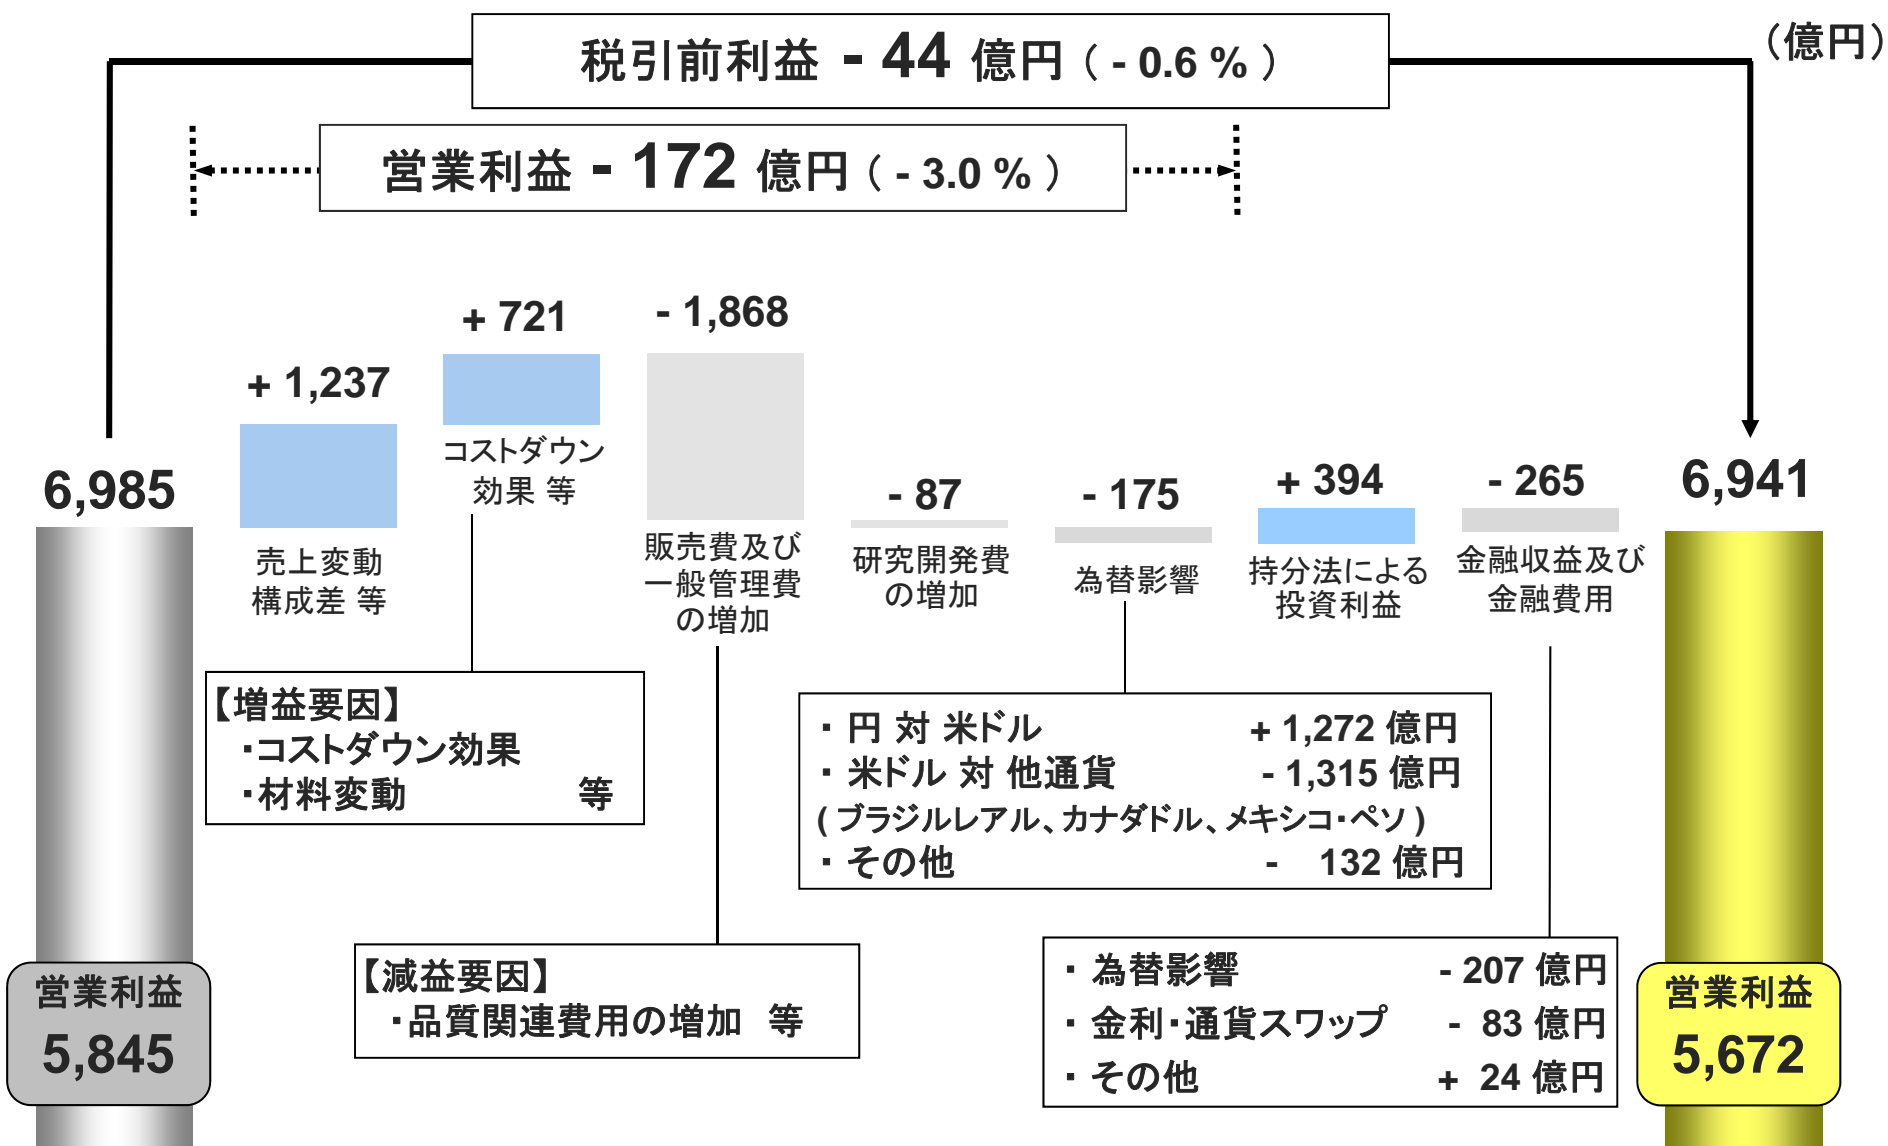 （億円）
税引前利益 - 44 億円（ - 0.6 % ）
営業利益 - 172 億円（ - 3.0 % ）
6,985
+ 1,237
売上変動
構成差 等
+ 721
コストダウン
効果 等
- 1,868
販売費及び
一般管理費
の増加
- 87
研究開発費
の増加
- 175
為替影響
+ 394
持分法による
投資利益
- 265
金融収益及び
金融費用
6,941
【増益要因】
・コストダウン効果
・材料変動 等
・ 円 対 米ドル + 1,272 億円
・ 米ドル 対 他通貨 - 1,315 億円
( ブラジルレアル、カナダドル、メキシコ・ペソ )
・ その他 - 132 億円
【減益要因】
・品質関連費用の増加 等
・ 為替影響 - 207 億円
・ 金利・通貨スワップ - 83 億円
・ その他 + 24 億円
営業利益
5,845
営業利益
5,672